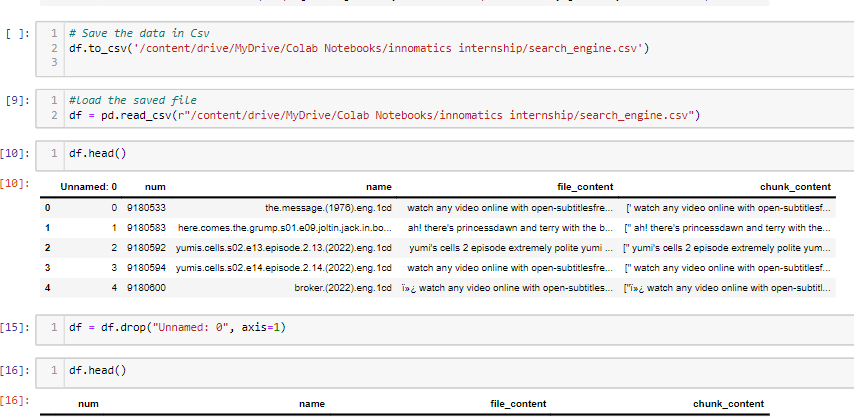 [ ]: 1 # Save the data in Csv
2 df.to_csv('/content/drive/MyDrive/Colab Notebooks/innomatics internship/search_engine.csv')
3
[9]: 1 #load the saved file
2 df = pd.read_csv(r"/content/drive/MyDrive/Colab Notebooks/innomatics internship/search_engine.csv")
[10]: 1 df.head()
[10]: Unnamed: 0 num name file_content chunk_content
0 0 9180533 the.message.(1976).eng.1cd watch any video online with open-subtitlesfre... [' watch any video online with open-subtitlesf...
1 1 9180583 here.comes.the.grump.s01.e09.joltin.jack.in.bo... ah! there's princessdawn and terry with the b... [" ah! there's princessdawn and terry with the...
2 2 9180592 yumis.cells.s02.e13.episode.2.13.(2022).eng.1cd yumi's cells 2 episode extremely polite yumi ... [" yumi's cells 2 episode extremely polite yum...
3 3 9180594 yumis.cells.s02.e14.episode.2.14.(2022).eng.1cd watch any video online with open-subtitlesfre... [" watch any video online with open-subtitlesf...
4 4 9180600 broker.(2022).eng.1cd ï»¿ watch any video online with open-subtitles... ["ï»¿ watch any video online with open-subtitl...
[15]: 1 df = df.drop("Unnamed: 0", axis=1)
[16]: 1 df.head()
[16]: num name file_content chunk_content